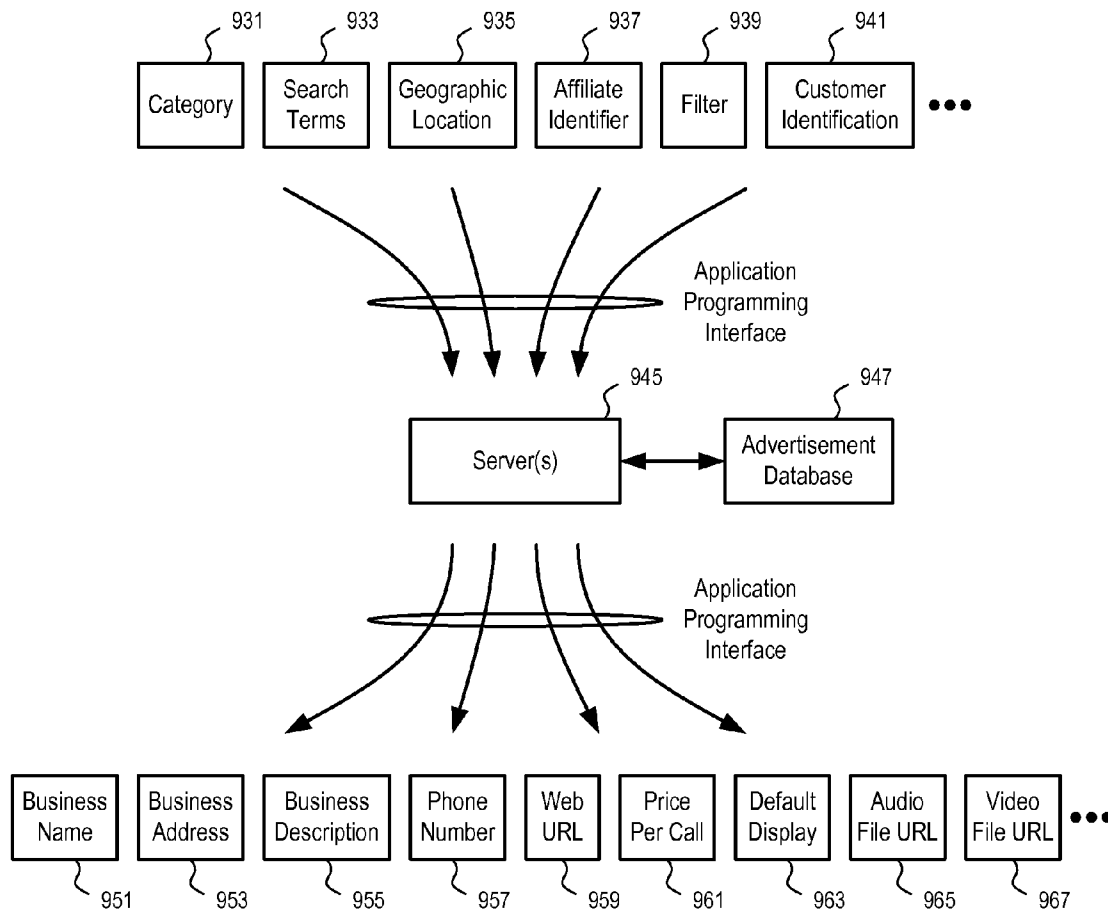 931 933 935 937 939 941
Category
Search
Terms
Geographic
Location
Affiliate
Identifier
Filter
Customer
Identification
Application
Programming
Interface
945
947
Server(s)
Advertisement
Database
Application
Programming
Interface
Business
Name
Business
Address
Business
Description
Phone
Number
Web
URL
Price
Per Call
Default
Display
Audio
File URL
Video
File URL
951 953 955 957 959 961 963 965 967